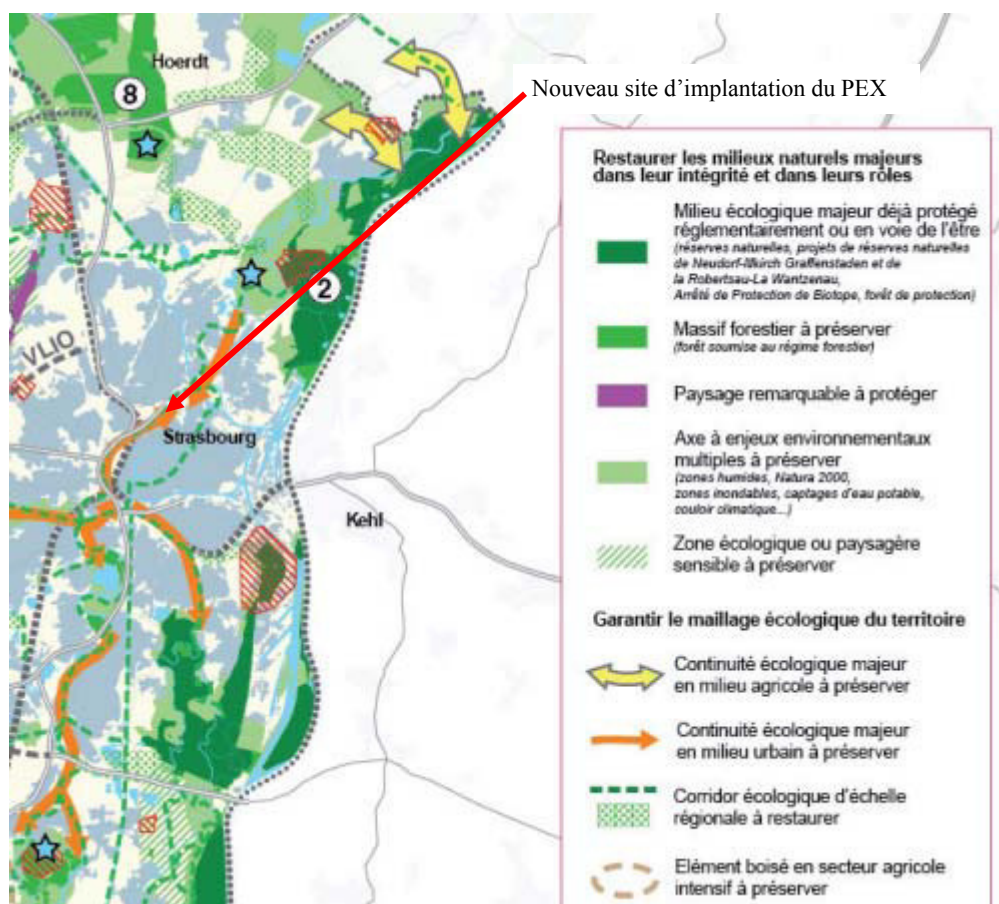 Hoerdt
8
Nouveau site d'implantation du PEX
2
VLIO
Strasbourg
Kehl
Restaurer les milieux naturels majeurs
dans leur intégrité et dans leurs rôles
Milieu écologique majeur déjà protégé
réglementairement ou en voie de l'être
(réserves naturelles, projets de réserves naturelles
de Neudorf-Illkirch Graffenstaden et de
la Robertsau-La Wantzenau,
Arrêté de Protection de Biotope, forêt de protection)
Massif forestier à préserver
(forêt soumise au régime forestier)
Paysage remarquable à protéger
Axe à enjeux environnementaux
multiples à préserver
(zones humides, Natura 2000,
zones inondables, captages d'eau potable,
couloir climatique...)
Zone écologique ou paysagère
sensible à préserver
Garantir le maillage écologique du territoire
Continuité écologique majeur
en milieu agricole à préserver
Continuité écologique majeur
en milieu urbain à préserver
Corridor écologique d'échelle
régionale à restaurer
Elément boisé en secteur agricole
intensif à préserver